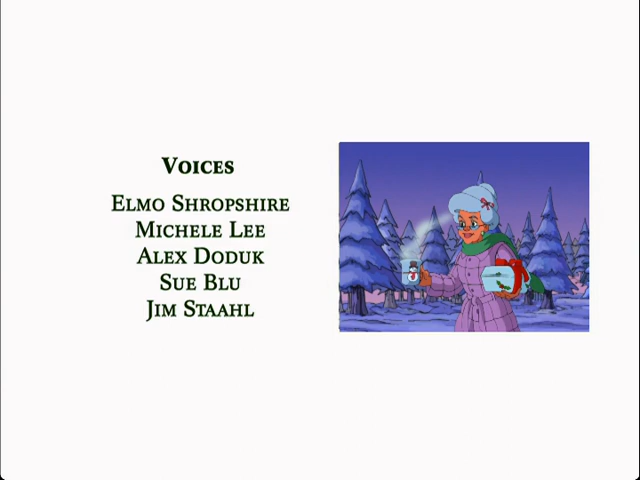 VOICES
ELMO SHROPSHIRE
MICHELE LEE
ALEX DODUK
SUE BLU
JIM STAAHL